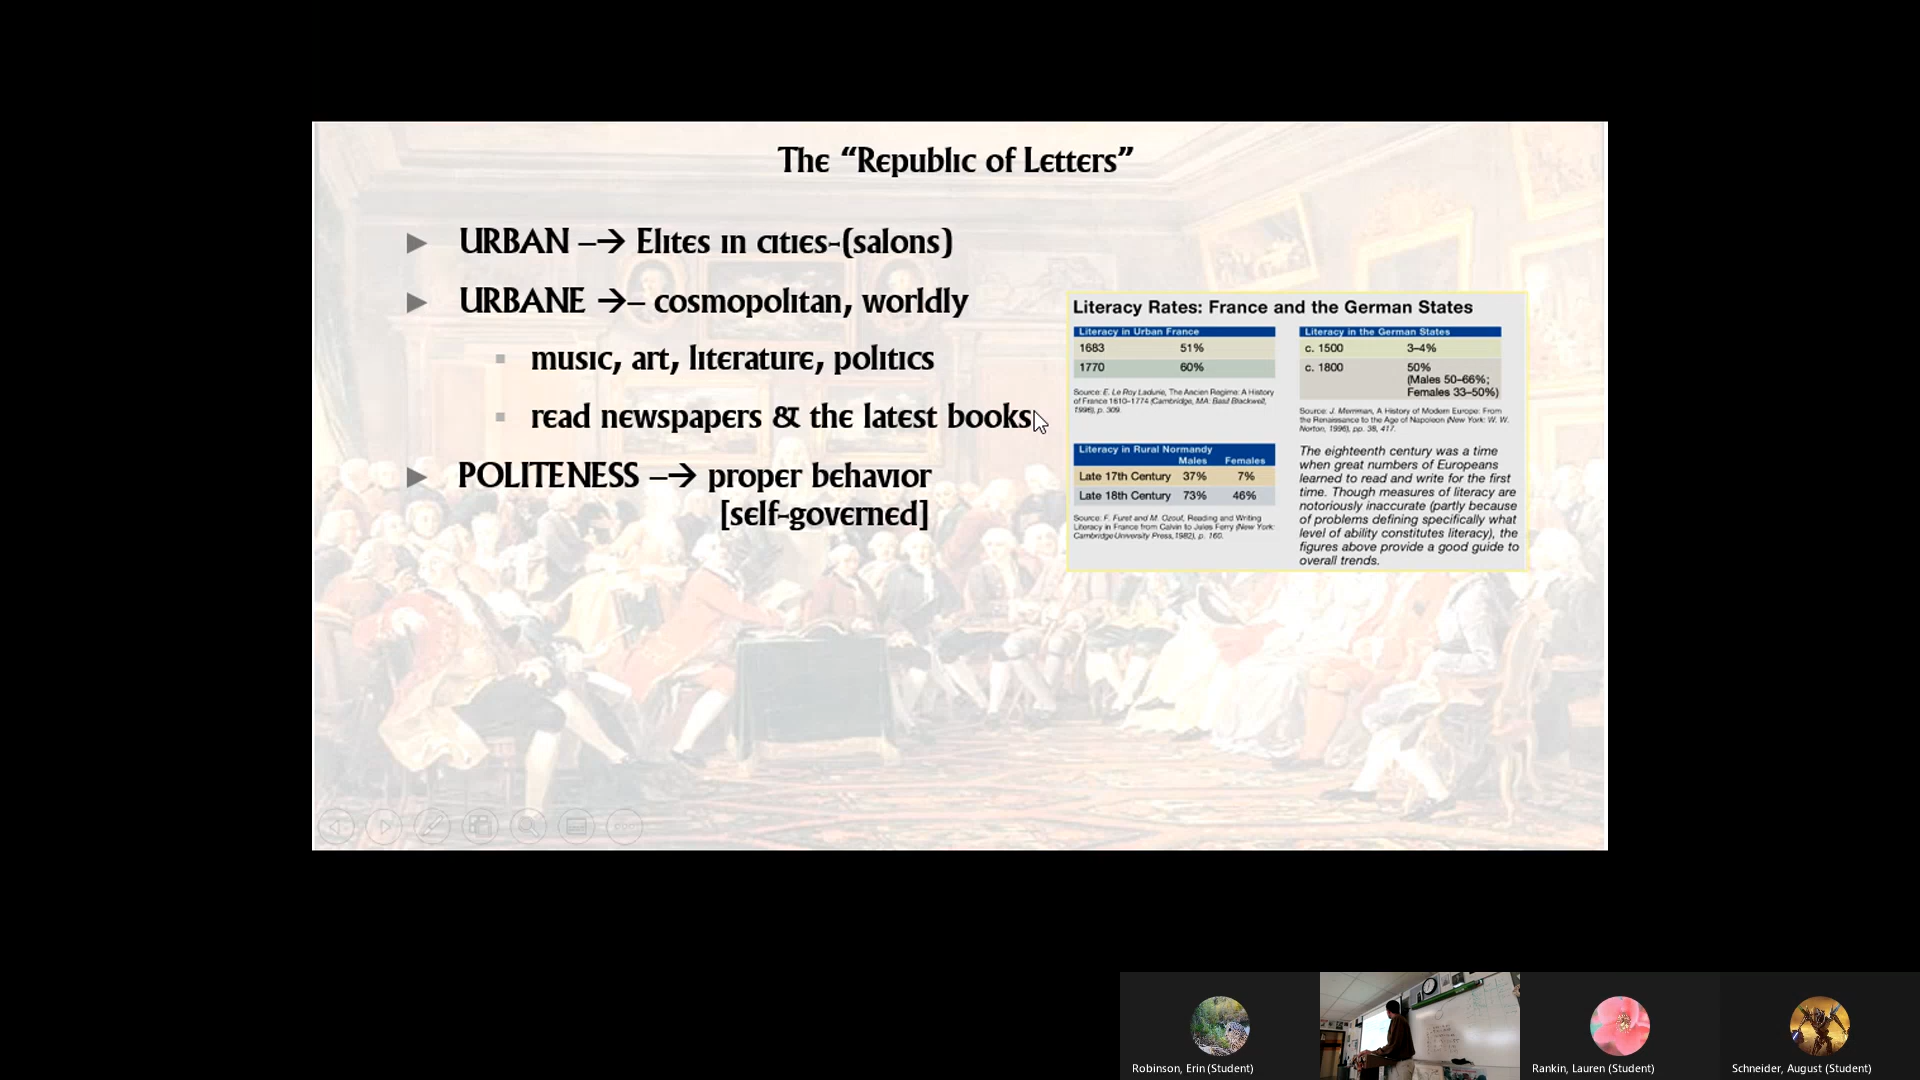 The “Republic of Letters”
► URBAN –→ Elites in cities-(salons)
► URBANE →– cosmopolitan, worldly
▪ music, art, literature, politics
▪ read newspapers & the latest books
► POLITENESS –→ proper behavior
[self-governed]
Literacy Rates: France and the German States
Literacy in Urban France
1683 51%
1770 60%
Source: E. Le Roy Ladurie, The Ancien Regime: A History
of France 1610–1774 (Cambridge, MA: Basil Blackwell,
1996), p. 309.
Literacy in Rural Normandy
Males Females
Late 17th Century 37% 7%
Late 18th Century 73% 46%
Source: F. Furet and M. Ozouf, Reading and Writing
Literacy in France from Calvin to Jules Ferry (New York:
Cambridge University Press, 1982), p. 160.
Literacy in the German States
c. 1500 3–4%
c. 1800 50%
(Males 50–66%;
Females 33–50%)
Source: J. Merriman, A History of Modern Europe: From
the Renaissance to the Age of Napoleon (New York: W. W.
Norton, 1996), pp. 38, 417.
The eighteenth century was a time
when great numbers of Europeans
learned to read and write for the first
time. Though measures of literacy are
notoriously inaccurate (partly because
of problems defining specifically what
level of ability constitutes literacy), the
figures above provide a good guide to
overall trends.
Robinson, Erin (Student)
Rankin, Lauren (Student)
Schneider, August (Student)